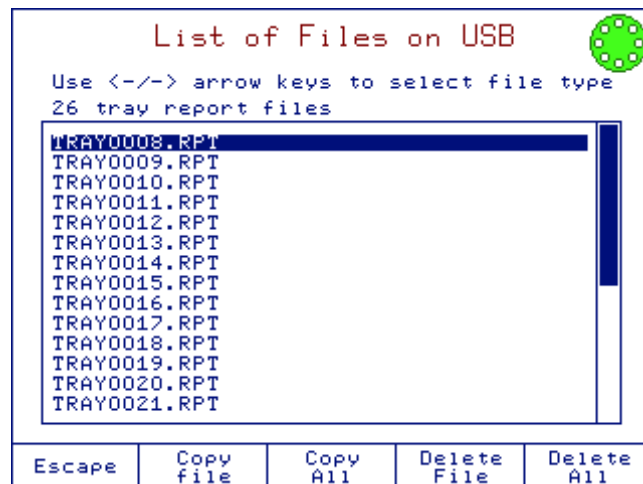 List of Files on USB
Use <-/-> arrow keys to select file type
26 tray report files
TRAY0008.RPT
TRAY0009.RPT
TRAY0010.RPT
TRAY0011.RPT
TRAY0012.RPT
TRAY0013.RPT
TRAY0014.RPT
TRAY0015.RPT
TRAY0016.RPT
TRAY0017.RPT
TRAY0018.RPT
TRAY0019.RPT
TRAY0020.RPT
TRAY0021.RPT
Escape
Copy
file
Copy
All
Delete
File
Delete
All